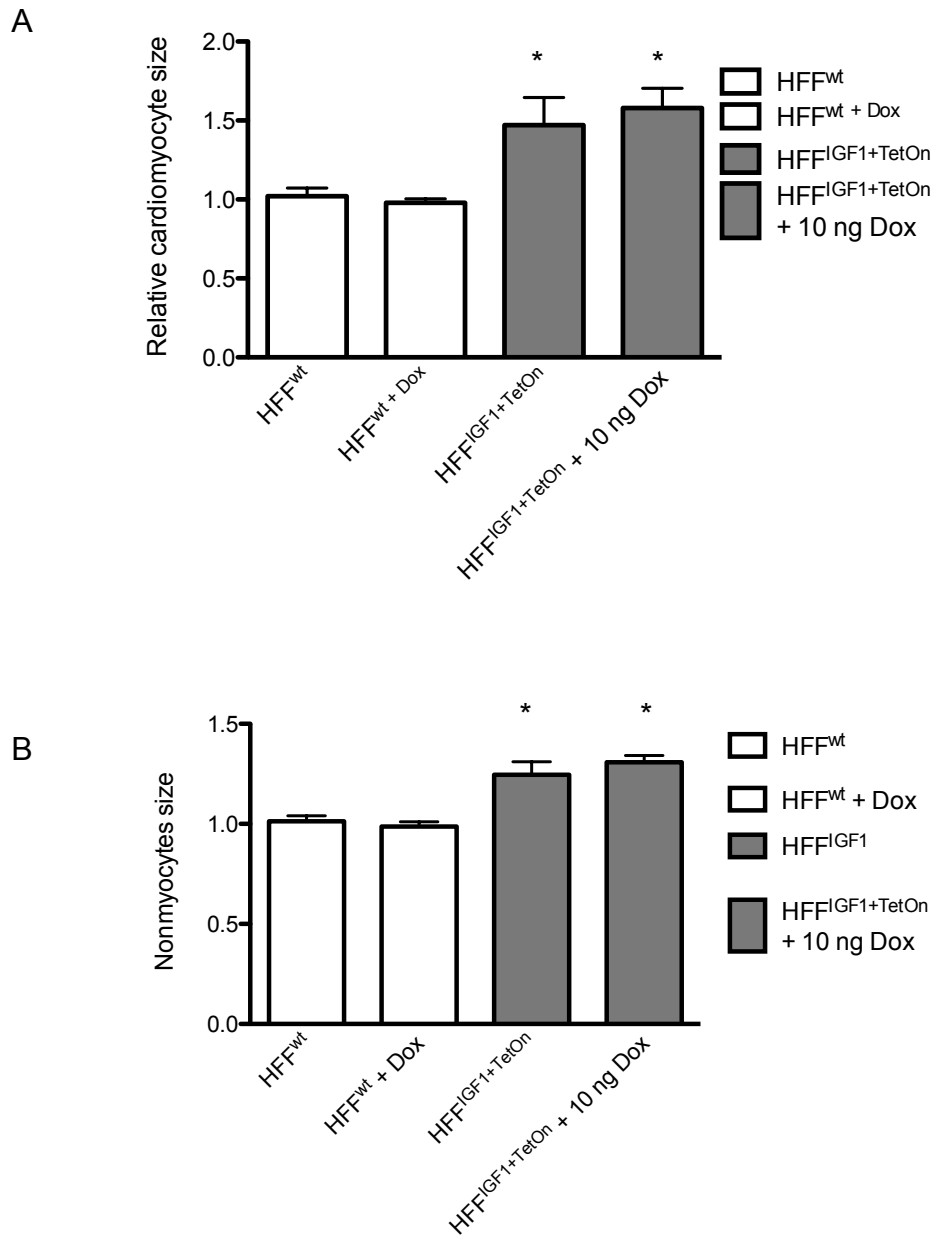 A
Relative cardiomyocyte size
2.0
1.5
1.0
0.5
0.0
*
*
HFFwt
HFFwt + Dox
HFFIGF1+TetOn
HFFIGF1+TetOn + 10 ng Dox
HFFwt
HFFwt + Dox
HFFIGF1+TetOn
HFFIGF1+TetOn
+ 10 ng Dox
B
Nonmyocytes size
1.5
1.0
0.5
0.0
*
*
HFFwt
HFFwt + Dox
HFFIGF1+TetOn
HFFIGF1+TetOn + 10 ng Dox
HFFwt
HFFwt + Dox
HFFIGF1
HFFIGF1+TetOn
+ 10 ng Dox